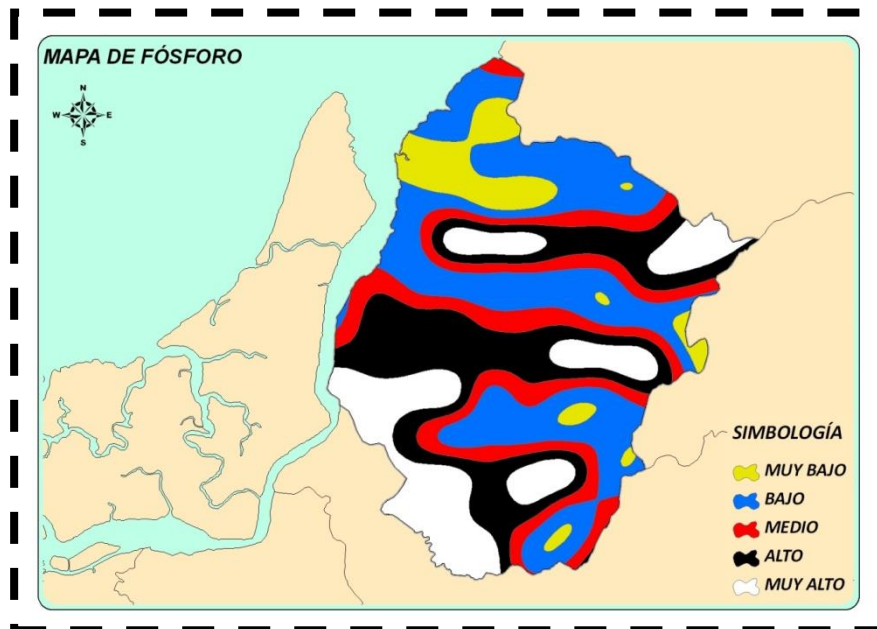 MAPA DE FÓSFORO
N
W E
S
SIMBOLOGÍA
MUY BAJO
BAJO
MEDIO
ALTO
MUY ALTO